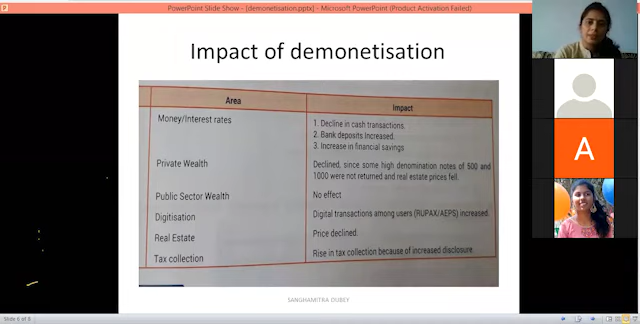 PowerPoint Slide Show - [demonetisation.pptx] - Microsoft PowerPoint (Product Activation Failed)
Impact of demonetisation
Area
Impact
Money/Interest rates
1. Decline in cash transactions.
2. Bank deposits Increased.
3. Increase in financial savings
Private Wealth
Declined, since some high denomination notes of 500 and
1000 were not returned and real estate prices fell.
Public Sector Wealth
No effect
Digitisation
Digital transactions among users (RUPAX/AEPS) increased.
Real Estate
Price declined.
Tax collection
Rise in tax collection because of increased disclosure.
SANGHAMITRA DUBEY
A
Slide 6 of 8